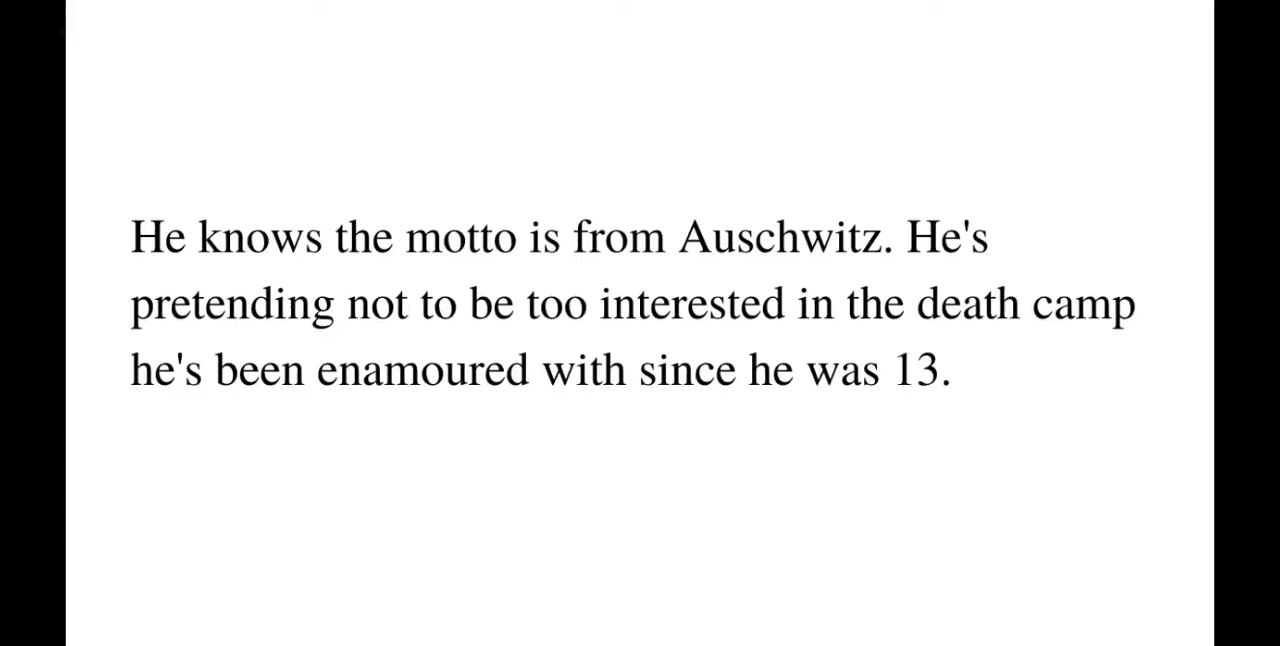 He knows the motto is from Auschwitz. He's
pretending not to be too interested in the death camp
he's been enamoured with since he was 13.